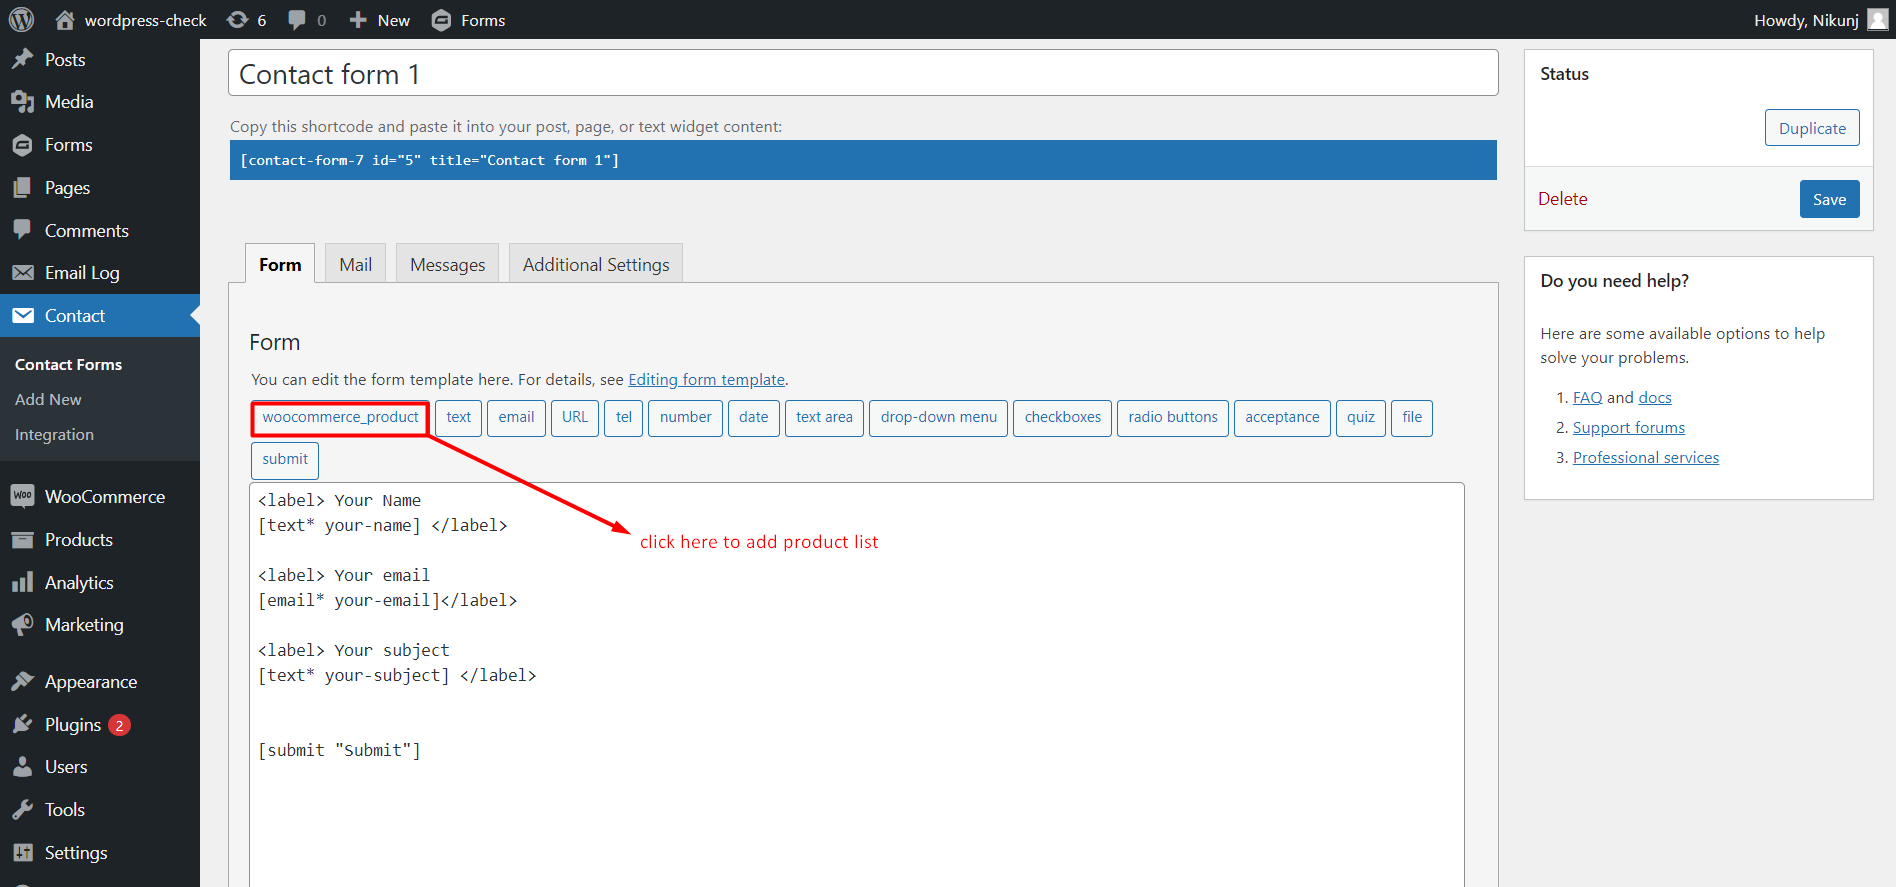 wordpress-check 6 0 New Forms Howdy, Nikunj
Posts
Media
Forms
Pages
Comments
Email Log
Contact
Contact Forms
Add New
Integration
WooCommerce
Products
Analytics
Marketing
Appearance
Plugins 2
Users
Tools
Settings
Contact form 1
Copy this shortcode and paste it into your post, page, or text widget content:
[contact-form-7 id="5" title="Contact form 1"]
Form Mail Messages Additional Settings
Form
You can edit the form template here. For details, see Editing form template.
woocommerce_product text email URL tel number date text area drop-down menu checkboxes radio buttons acceptance quiz file
submit
<label> Your Name
[text* your-name] </label>
click here to add product list
<label> Your email
[email* your-email]</label>
<label> Your subject
[text* your-subject] </label>
[submit "Submit"]
Status
Duplicate
Delete Save
Do you need help?
Here are some available options to help
solve your problems.
1. FAQ and docs
2. Support forums
3. Professional services